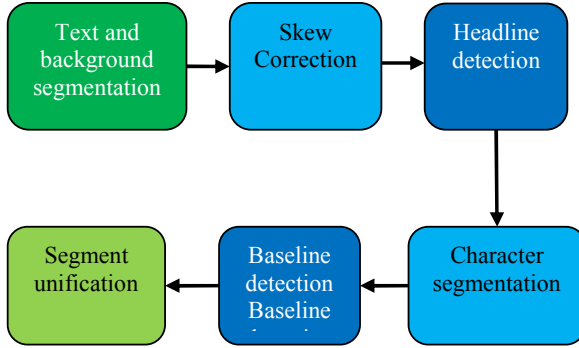 Text and
background
segmentation
Skew
Correction
Headline
detection
Character
segmentation
Baseline
detection
Baseline
Segment
unification